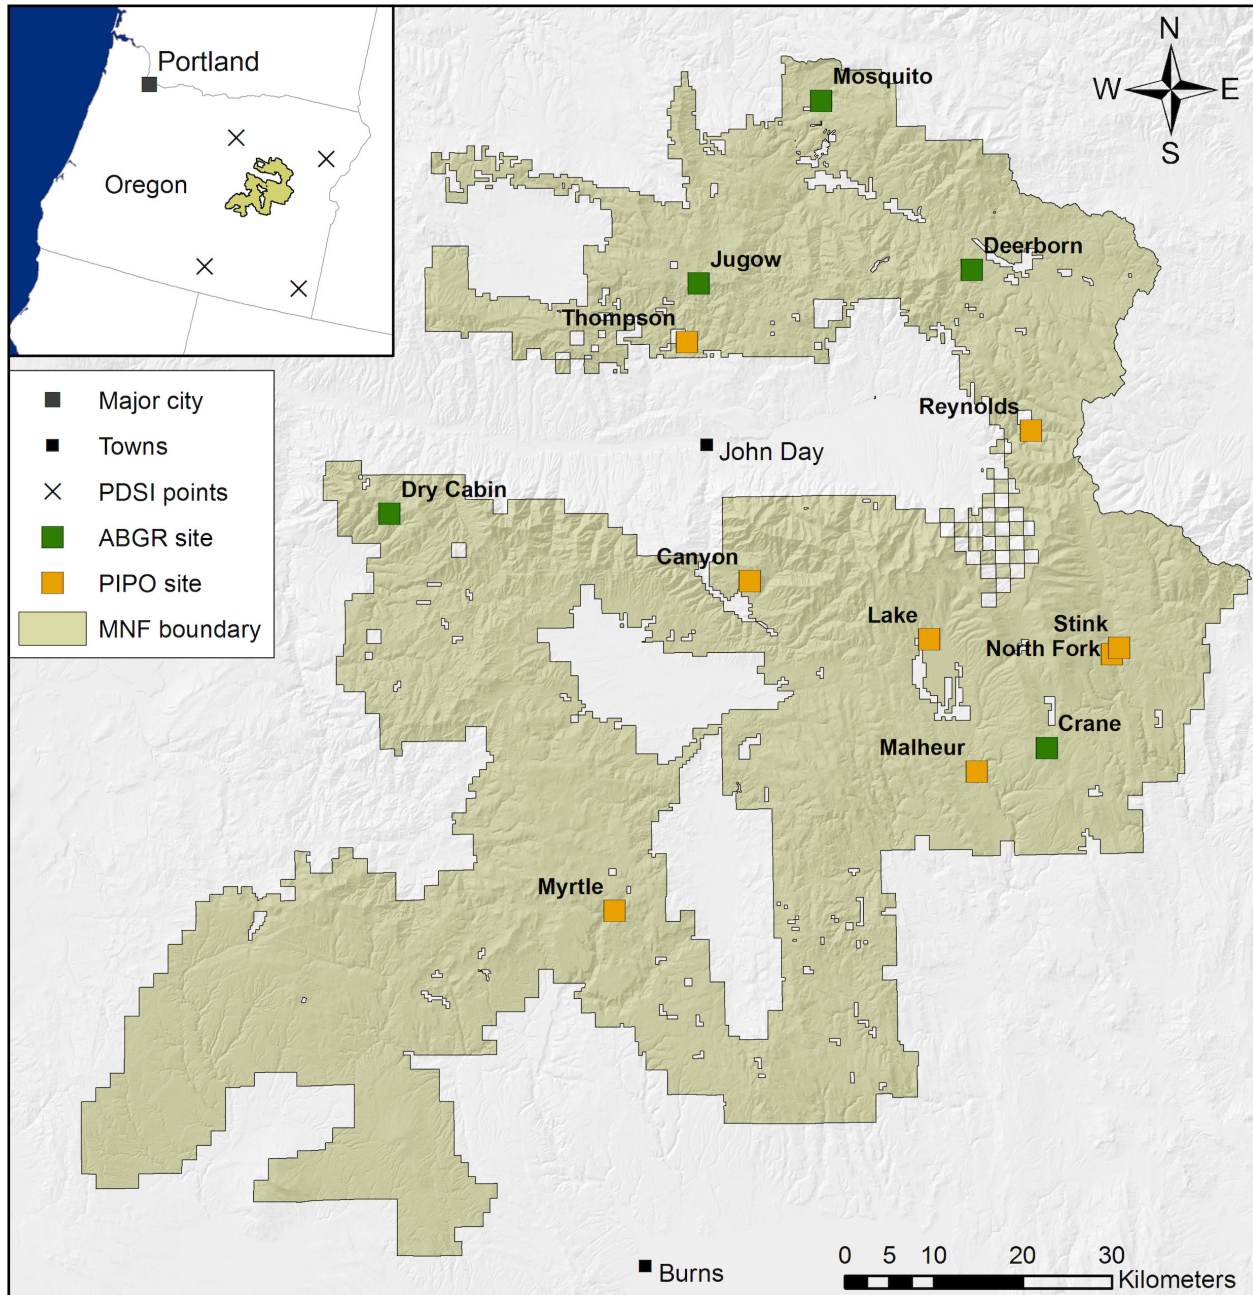 Portland
Oregon
N
W
E
S
Mosquito
Deerborn
Jugow
Thompson
Major city
Towns
PDSI points
ABGR site
PIPO site
MNF boundary
Reynolds
John Day
Dry Cabin
Canyon
Lake
Stink
North Fork
Crane
Malheur
Myrtle
Burns
0 5 10 20 30
Kilometers